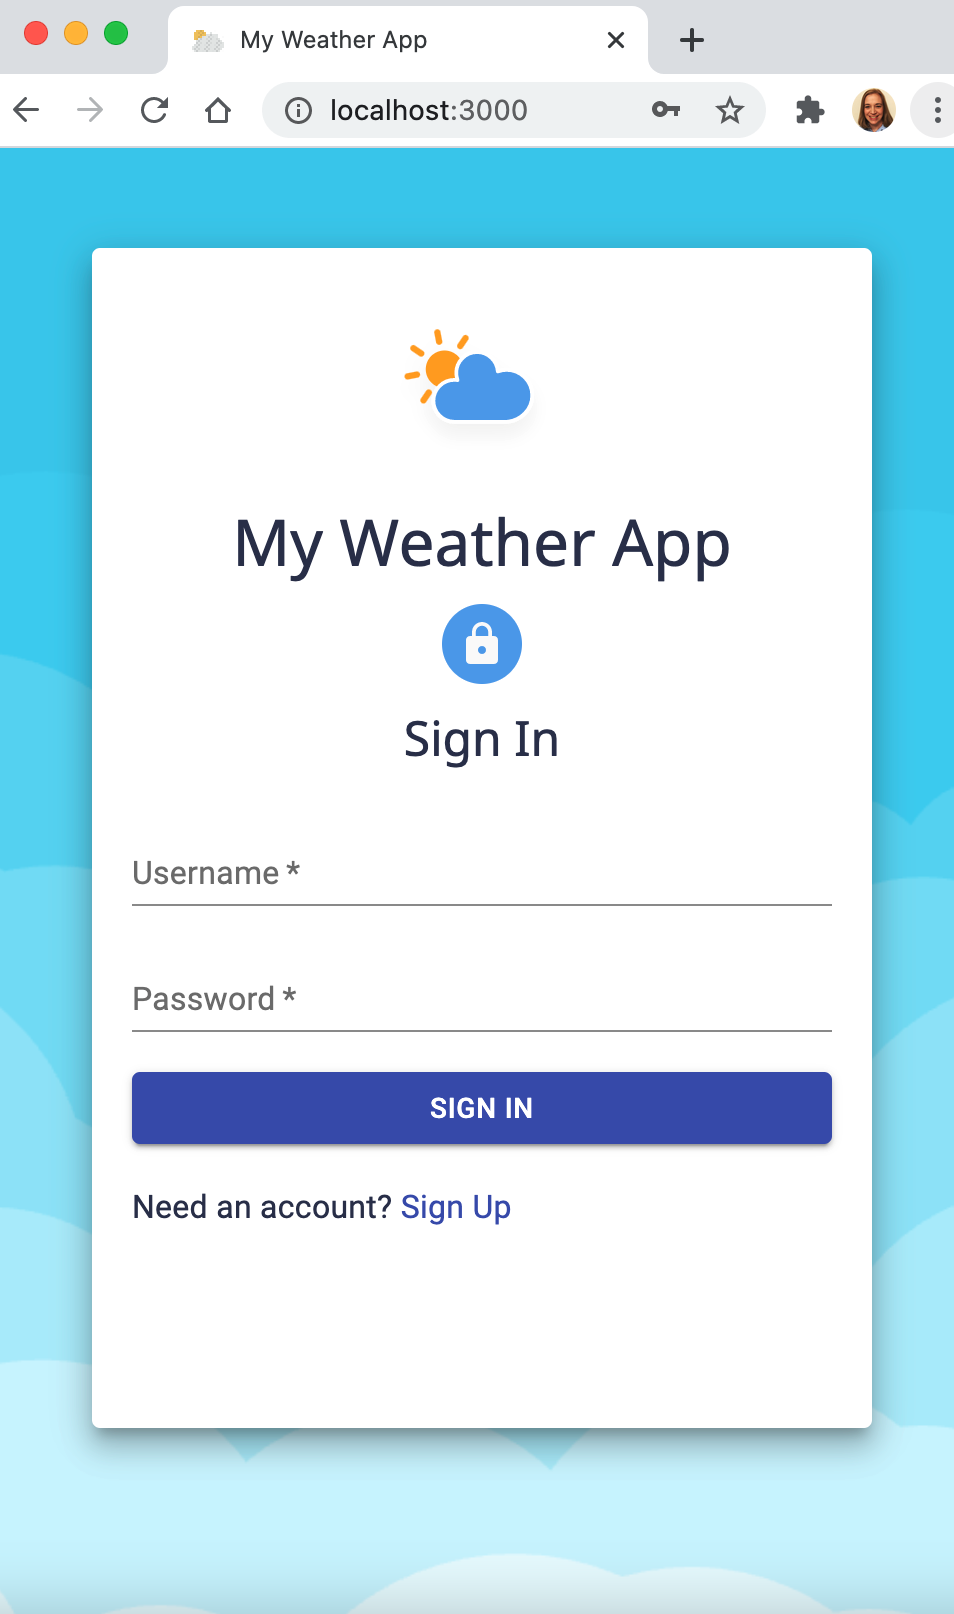 My Weather App
localhost:3000
My Weather App
Sign In
Username *
Password *
SIGN IN
Need an account? Sign Up